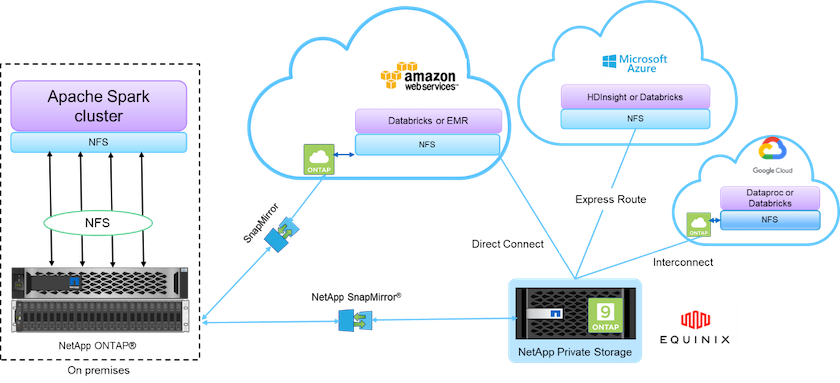 Apache Spark
cluster
NFS
NFS
NetApp ONTAP®
On premises
amazon
web services™
Databricks or EMR
NFS
ONTAP
SnapMirror
NetApp SnapMirror®
Microsoft
Azure
HDInsight or Databricks
NFS
Express Route
Direct Connect
Google Cloud
Dataproc or
Databricks
NFS
ONTAP
Interconnect
9
ONTAP
NetApp Private Storage
EQUINIX